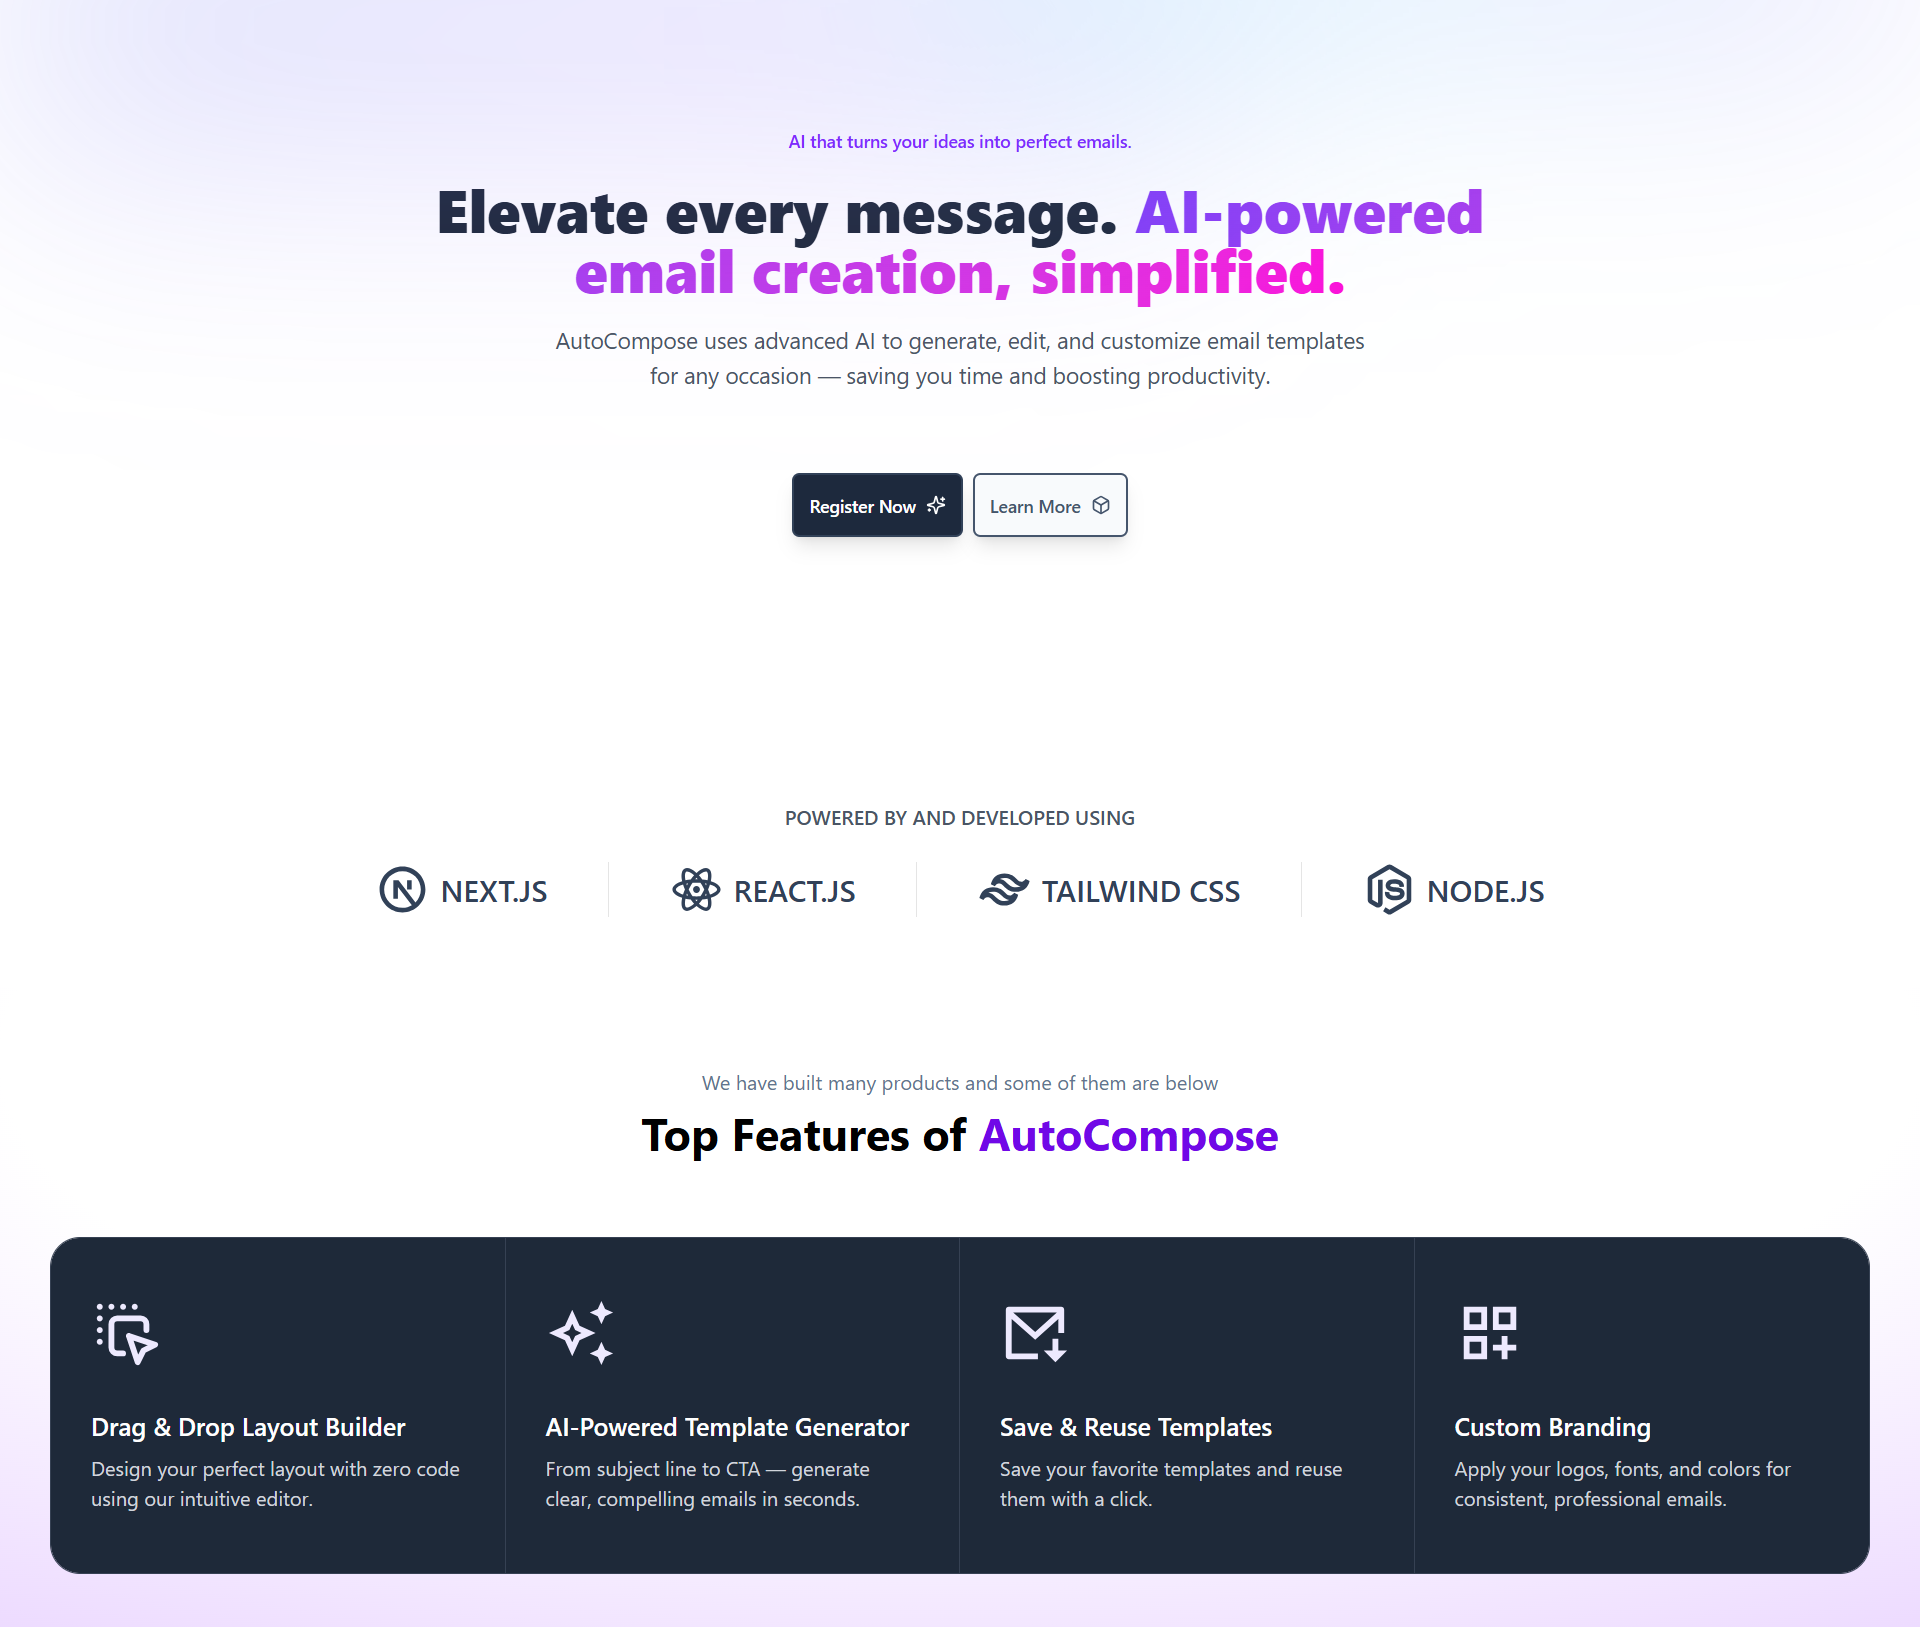 AI that turns your ideas into perfect emails.
Elevate every message. AI-powered
email creation, simplified.
AutoCompose uses advanced AI to generate, edit, and customize email templates
for any occasion — saving you time and boosting productivity.
Register Now
Learn More
POWERED BY AND DEVELOPED USING
NEXT.JS
REACT.JS
TAILWIND CSS
NODE.JS
We have built many products and some of them are below
Top Features of AutoCompose
Drag & Drop Layout Builder
Design your perfect layout with zero code
using our intuitive editor.
AI-Powered Template Generator
From subject line to CTA — generate
clear, compelling emails in seconds.
Save & Reuse Templates
Save your favorite templates and reuse
them with a click.
Custom Branding
Apply your logos, fonts, and colors for
consistent, professional emails.